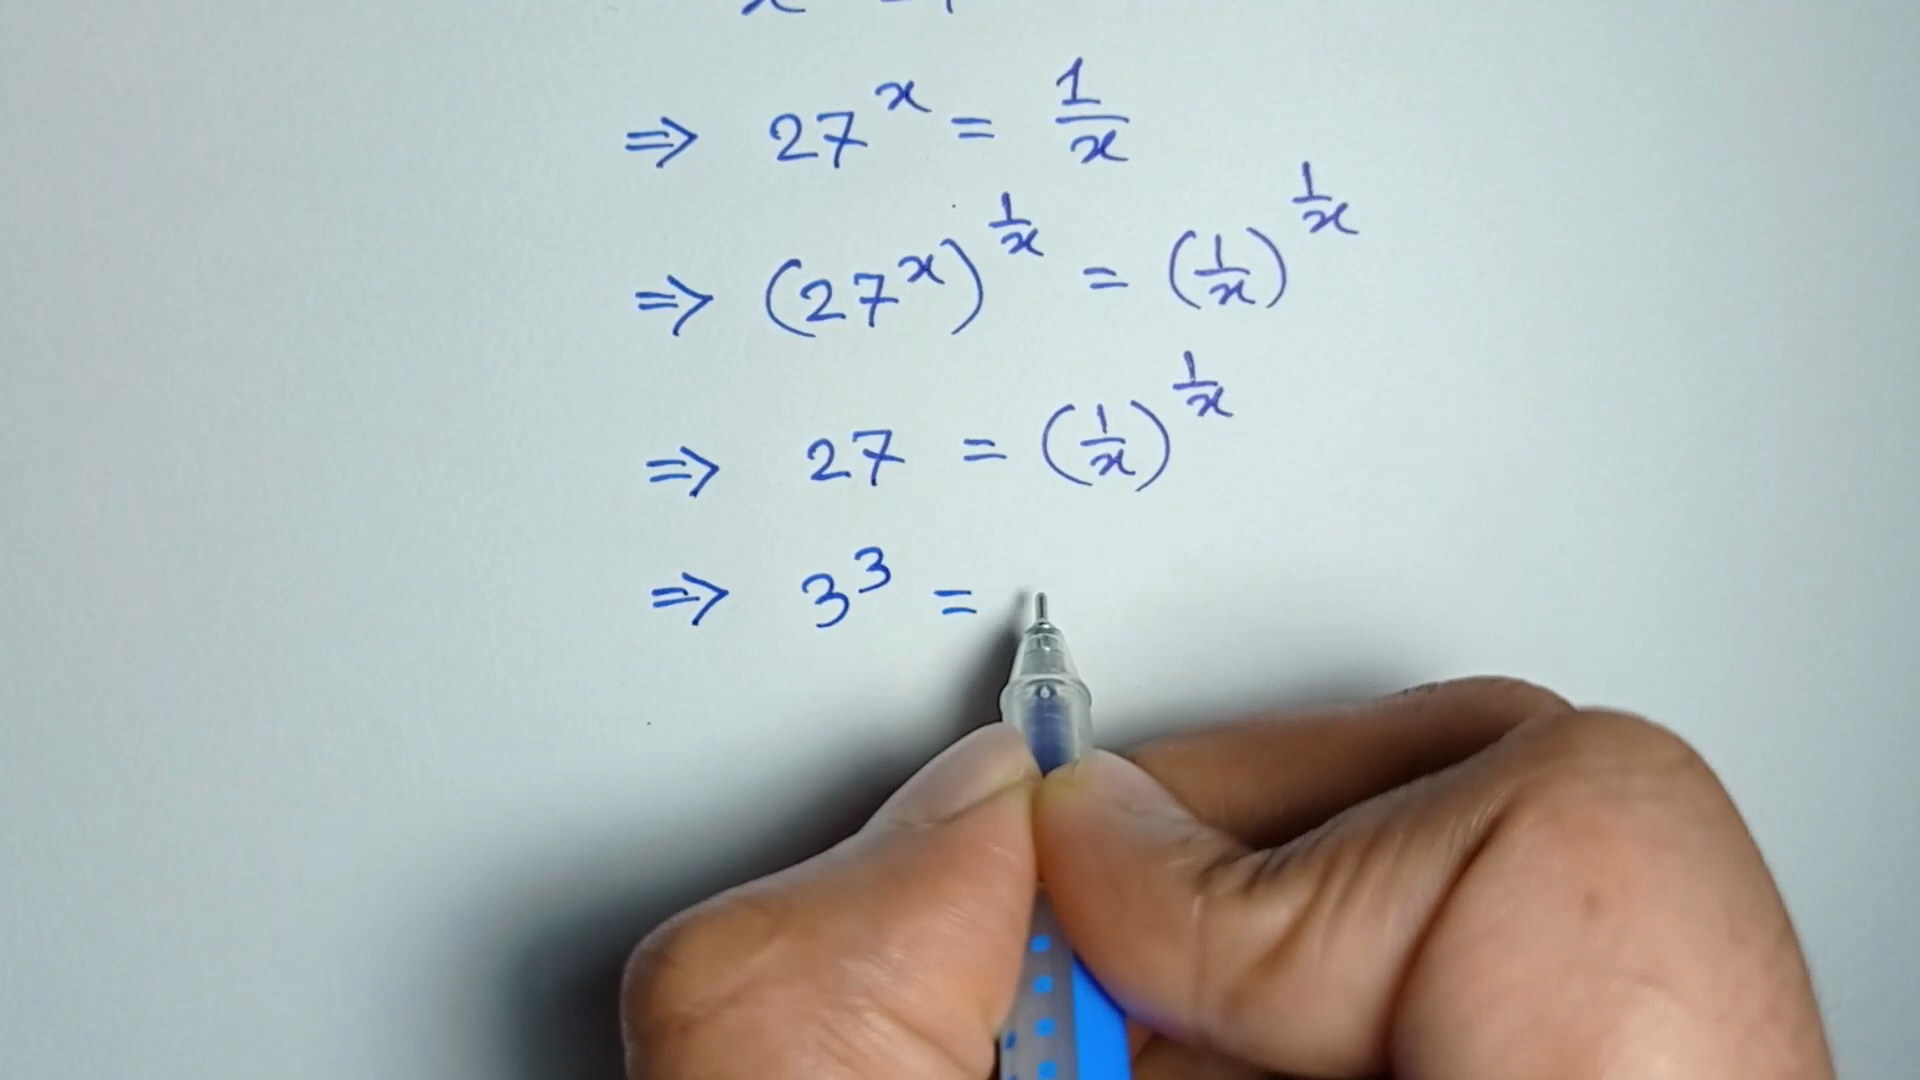 ⇒ 27^x = 1/x
⇒ (27^x)^(1/x) = (1/x)^(1/x)
⇒ 27 = (1/x)^(1/x)
⇒ 3^3 =